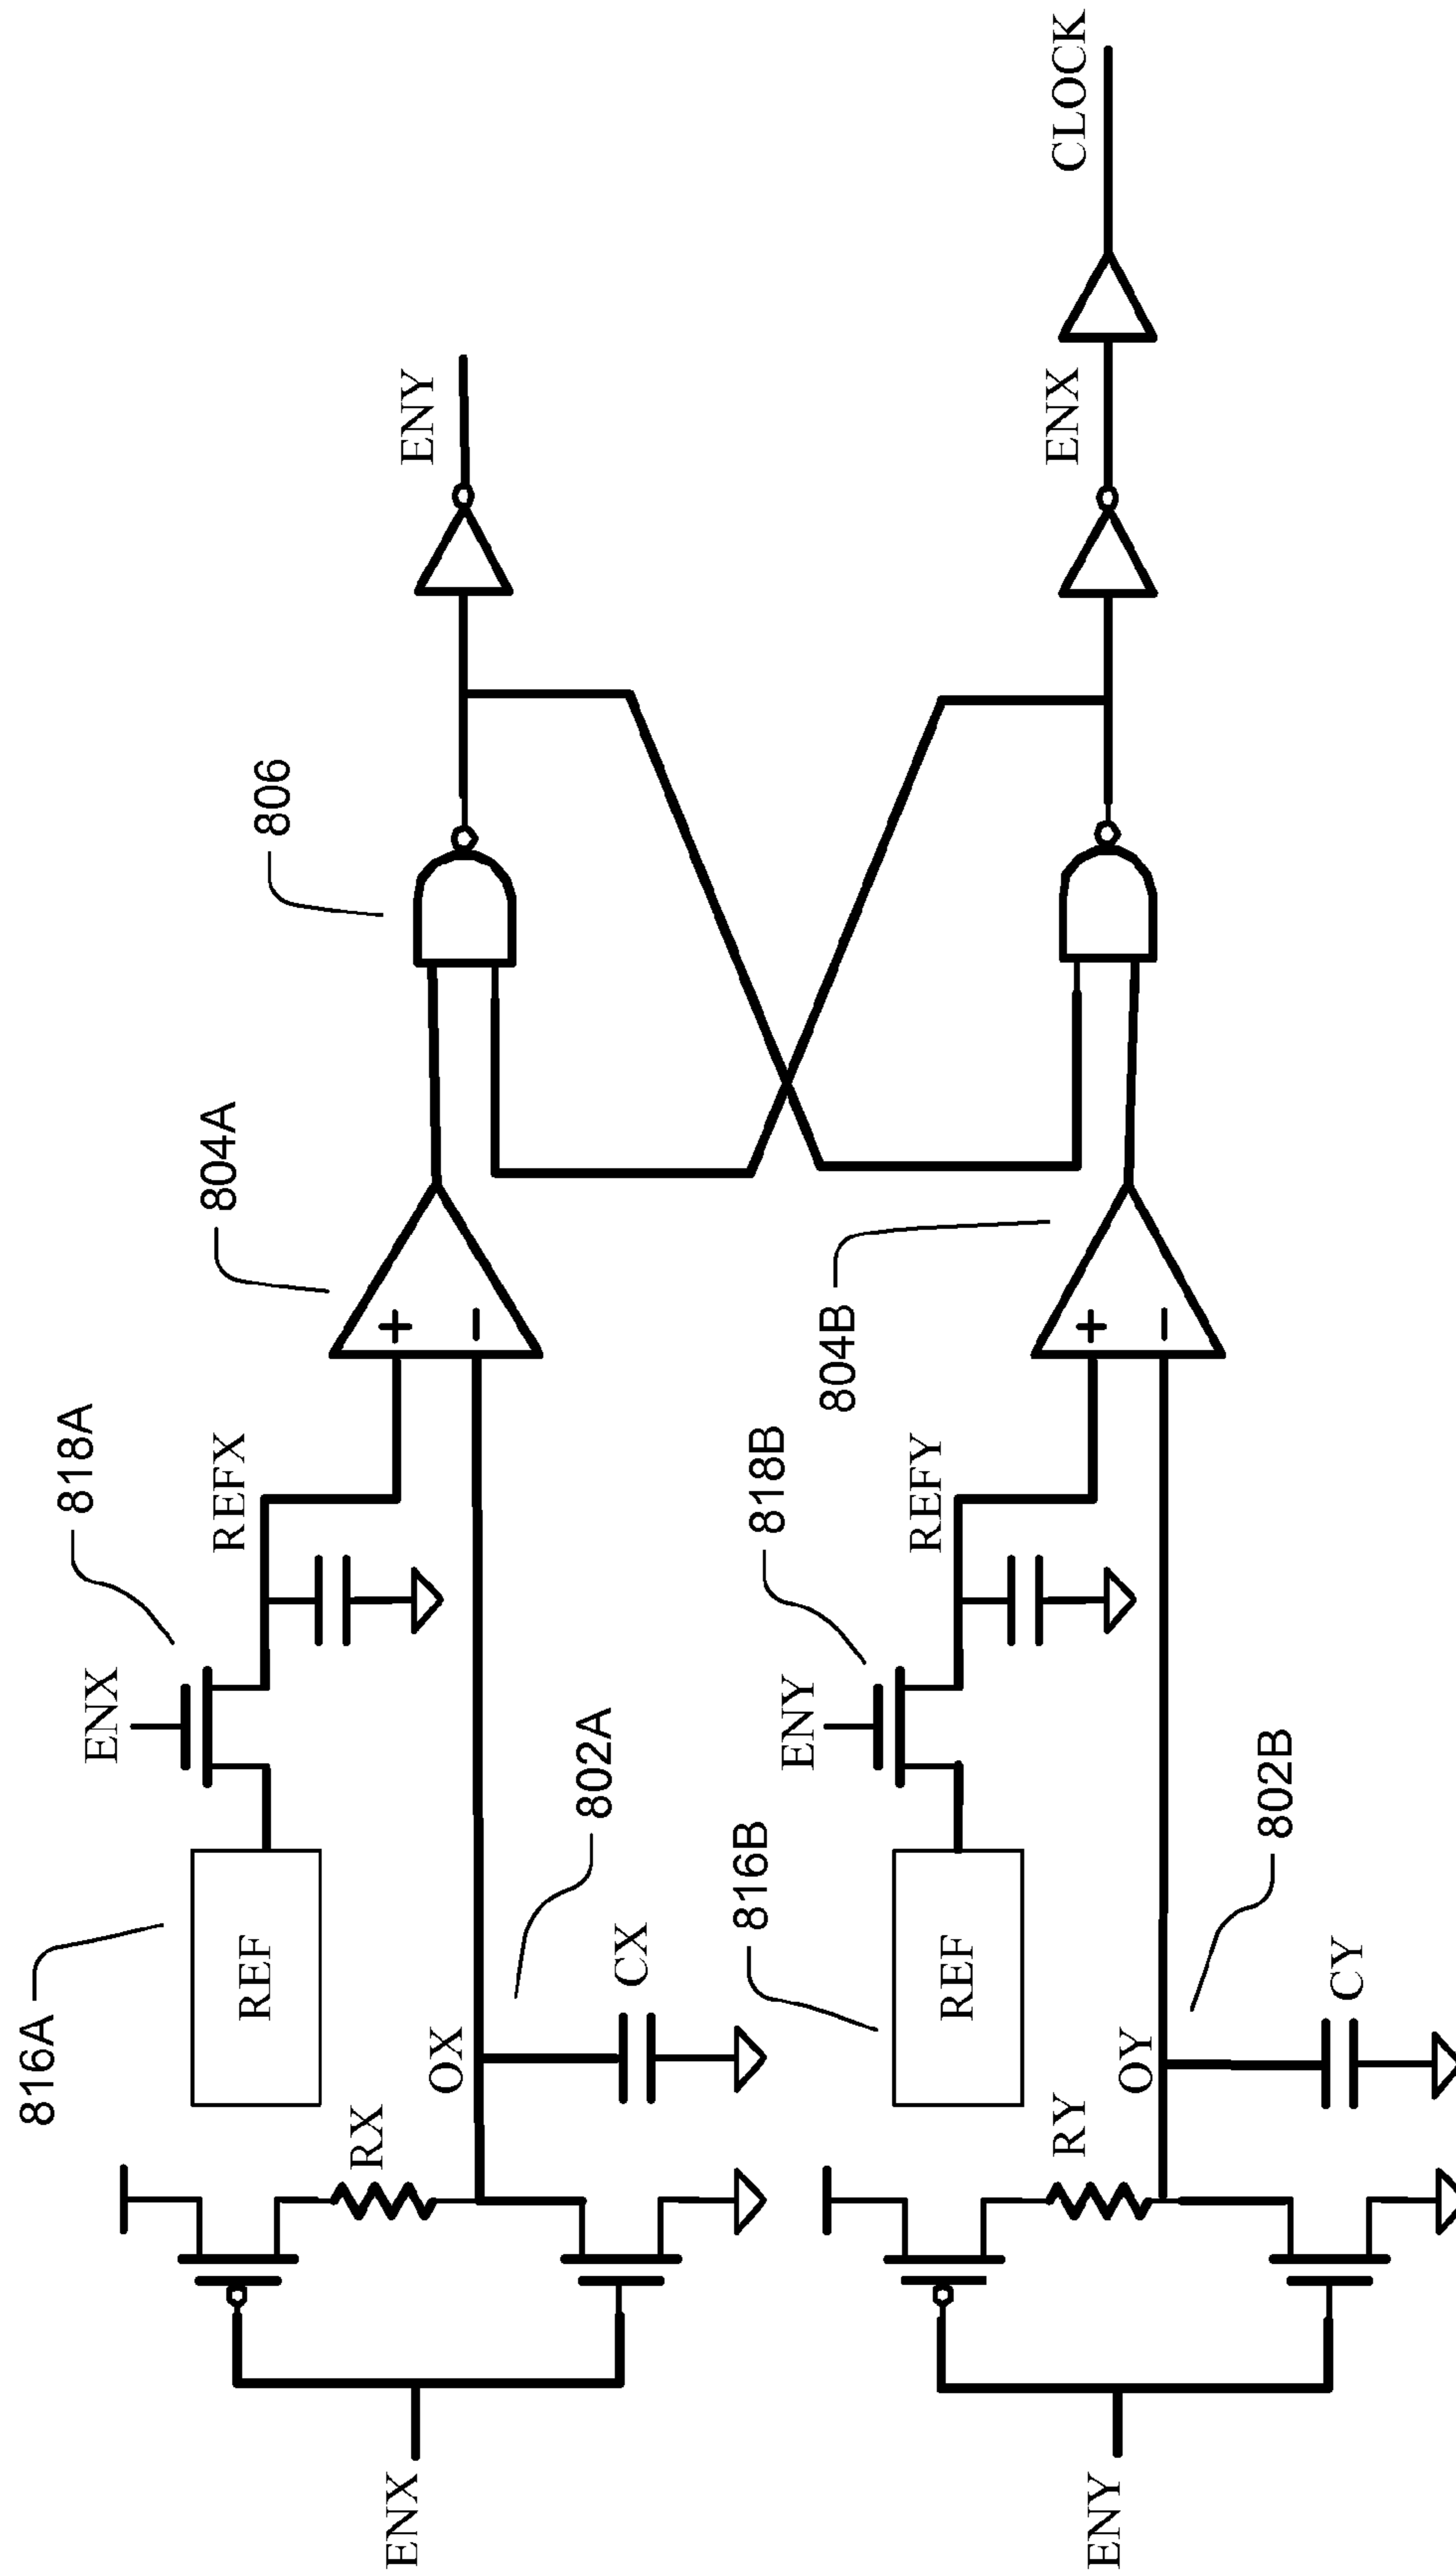 816A
REF
ENX
818A
REFX
804A
806
ENY
ENX
RX
OX
CX
802A
+
−
816B
REF
ENY
818B
REFY
804B
ENX
CLOCK
ENY
RY
OY
CY
802B
+
−